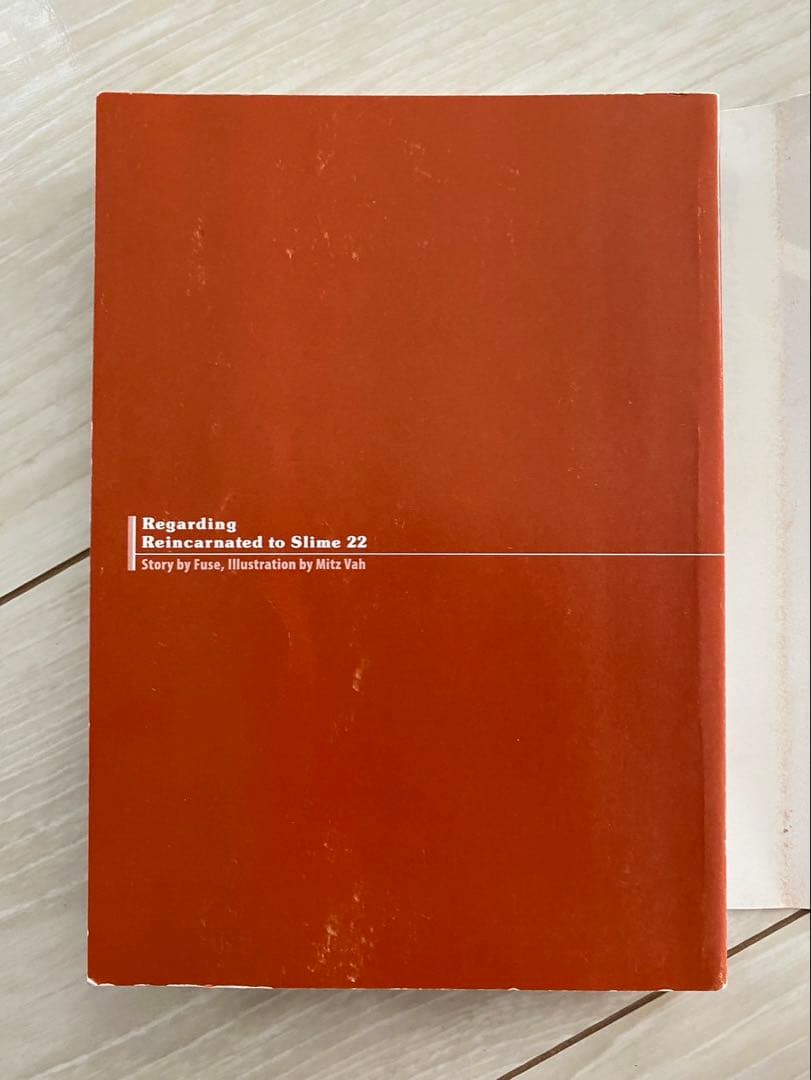 Regarding
Reincarnated to Slime 22
Story by Fuse, Illustration by Mitz Vah